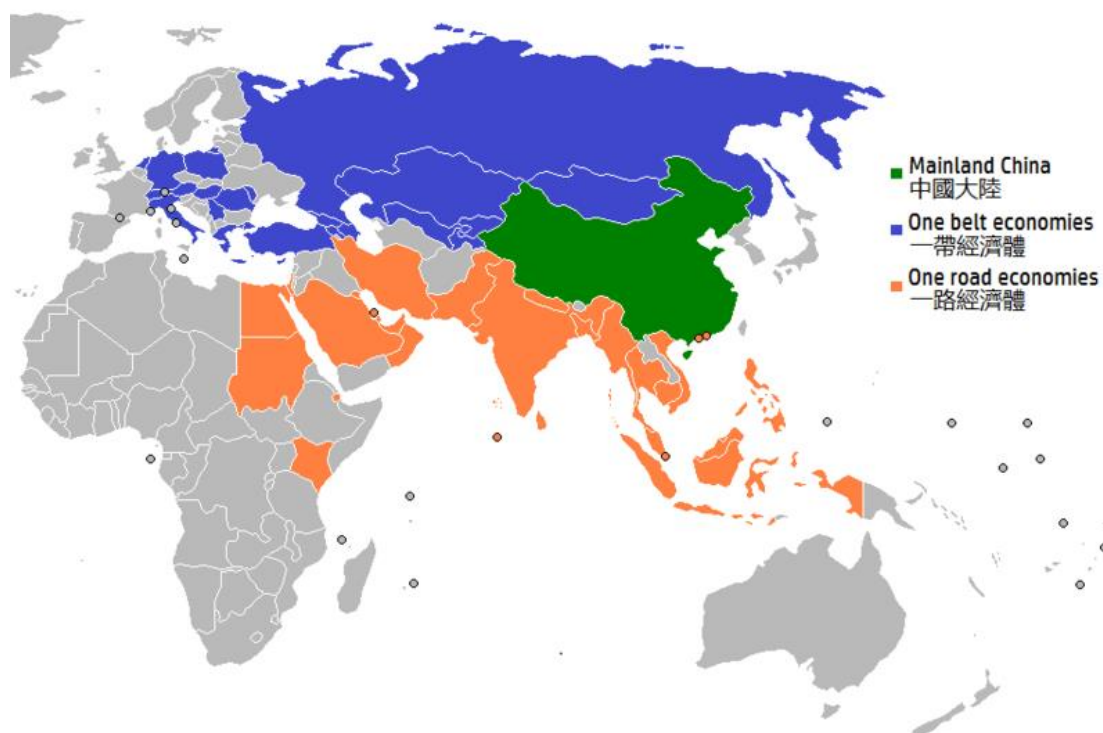 Mainland China
中國大陸
One belt economies
一帶經濟體
One road economies
一路經濟體